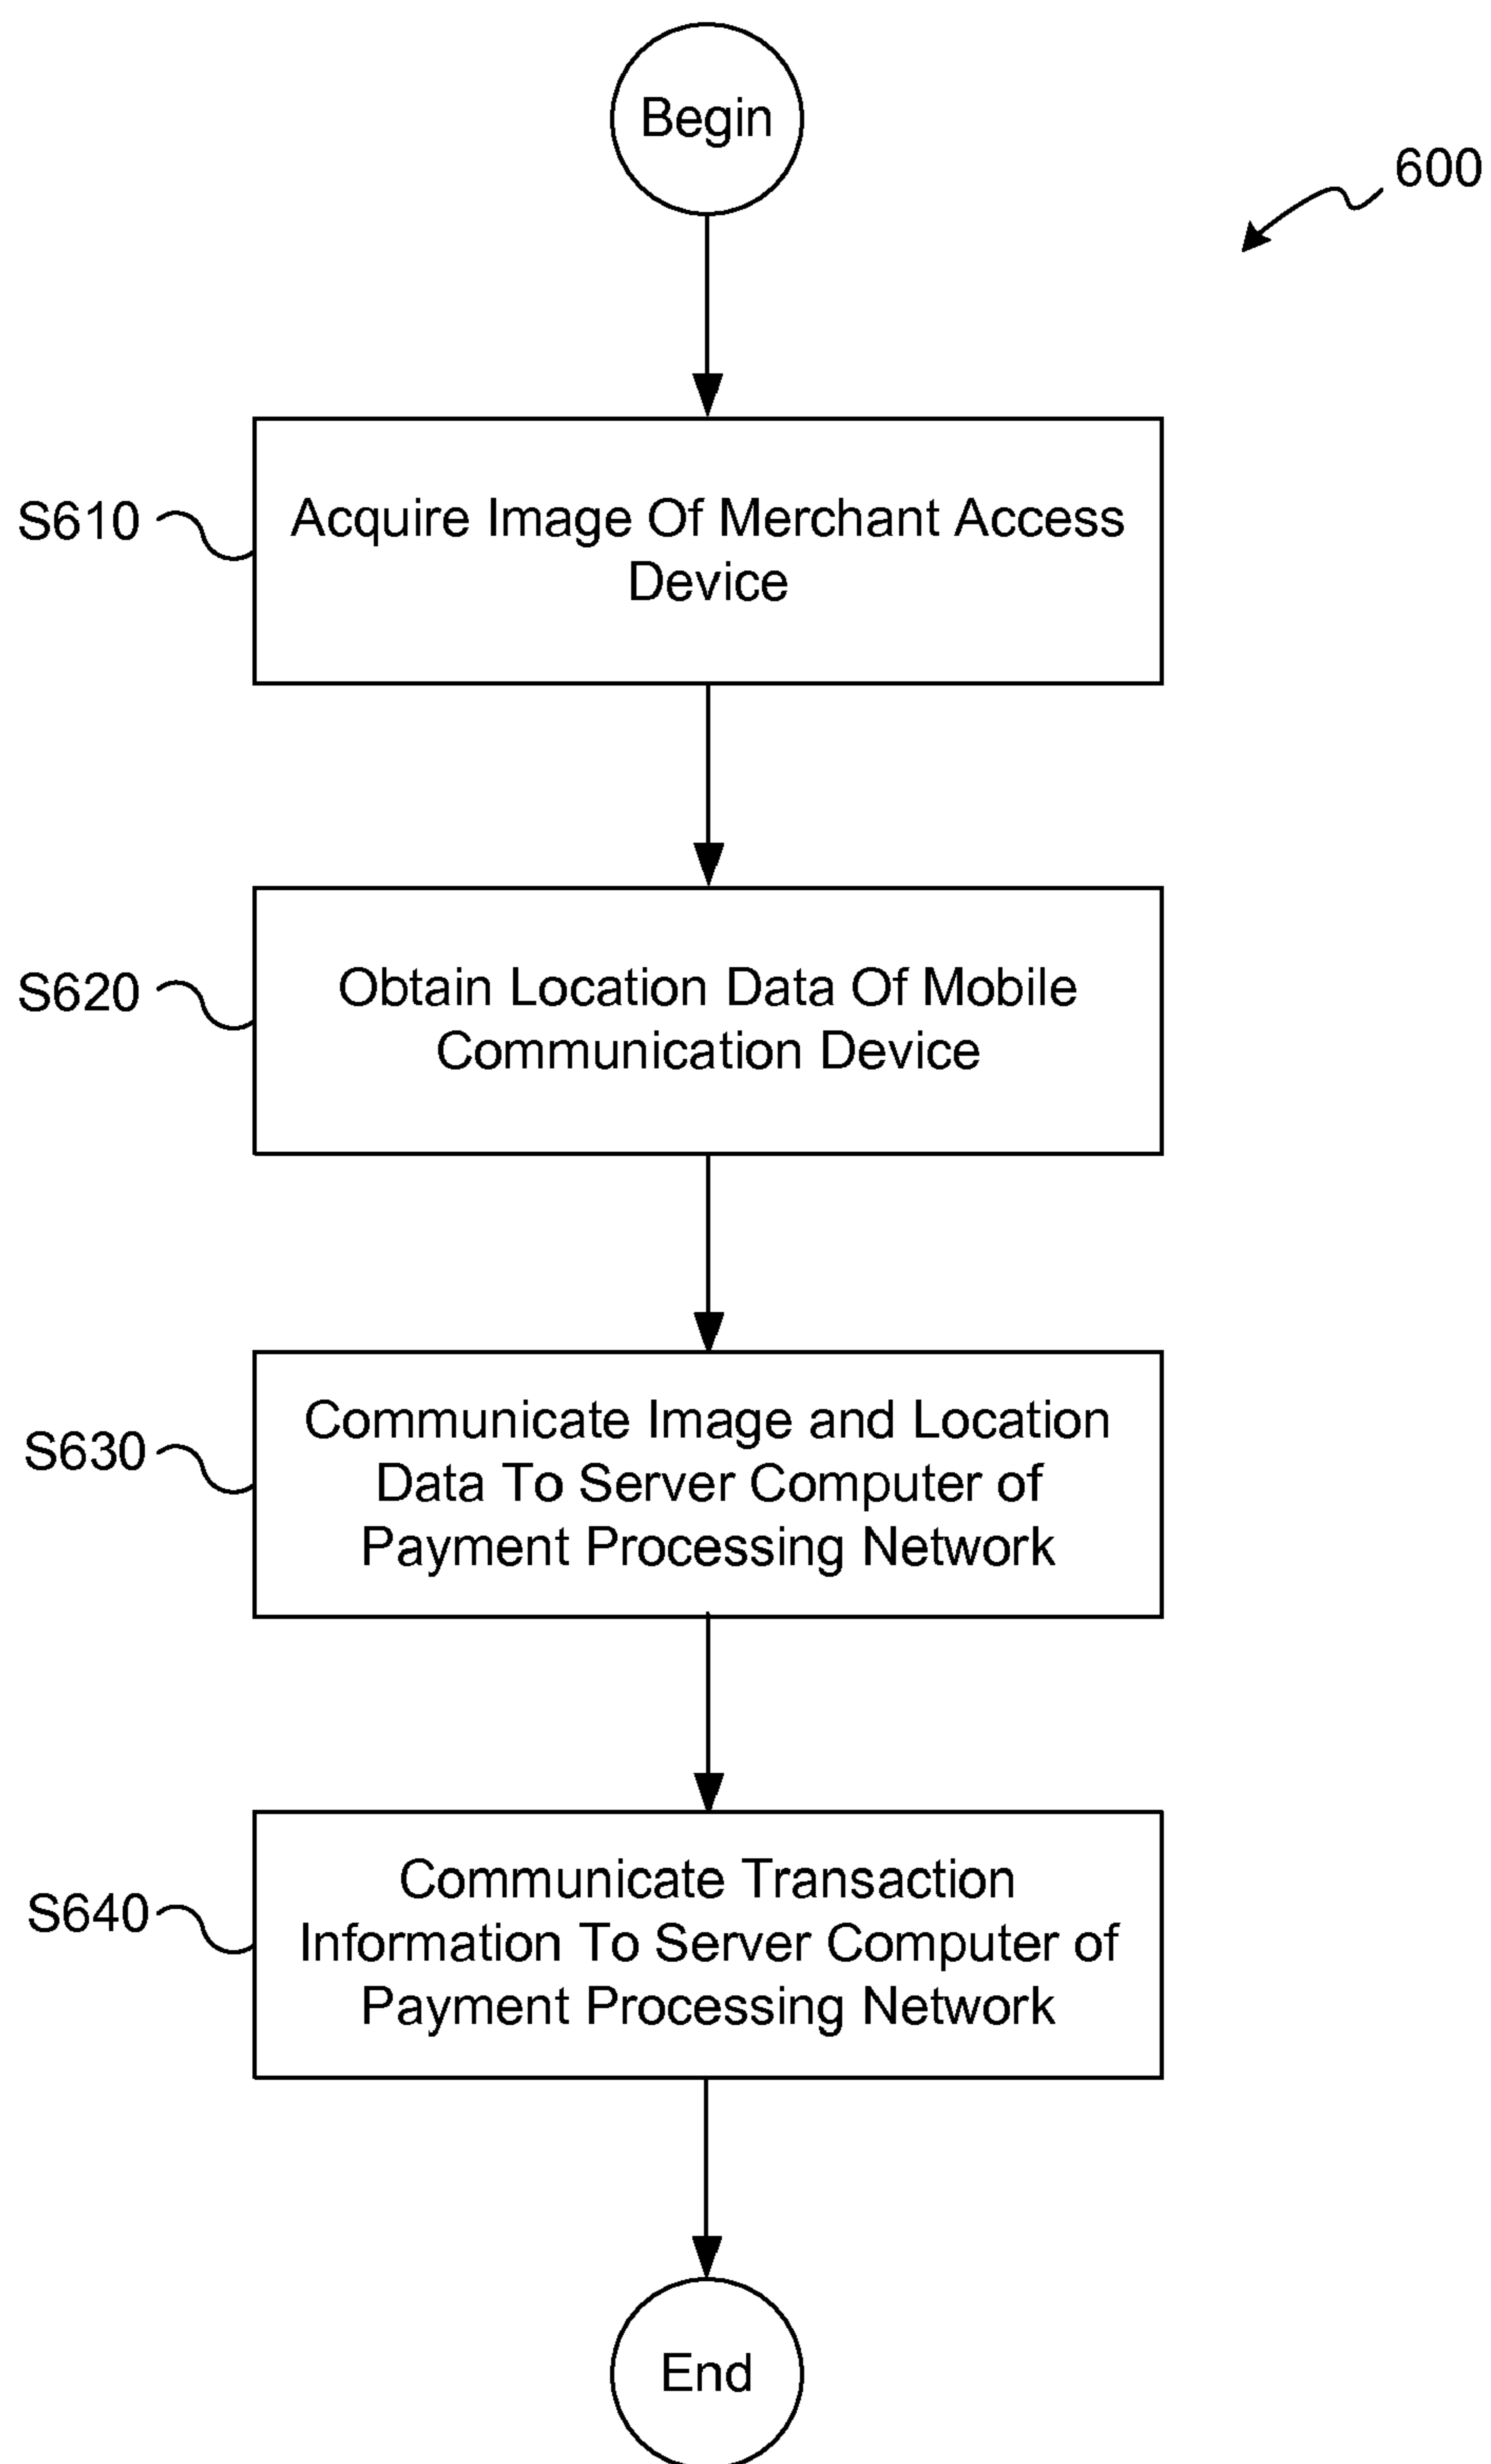 Begin
600
S610
Acquire Image Of Merchant Access
Device
S620
Obtain Location Data Of Mobile
Communication Device
S630
Communicate Image and Location
Data To Server Computer of
Payment Processing Network
S640
Communicate Transaction
Information To Server Computer of
Payment Processing Network
End